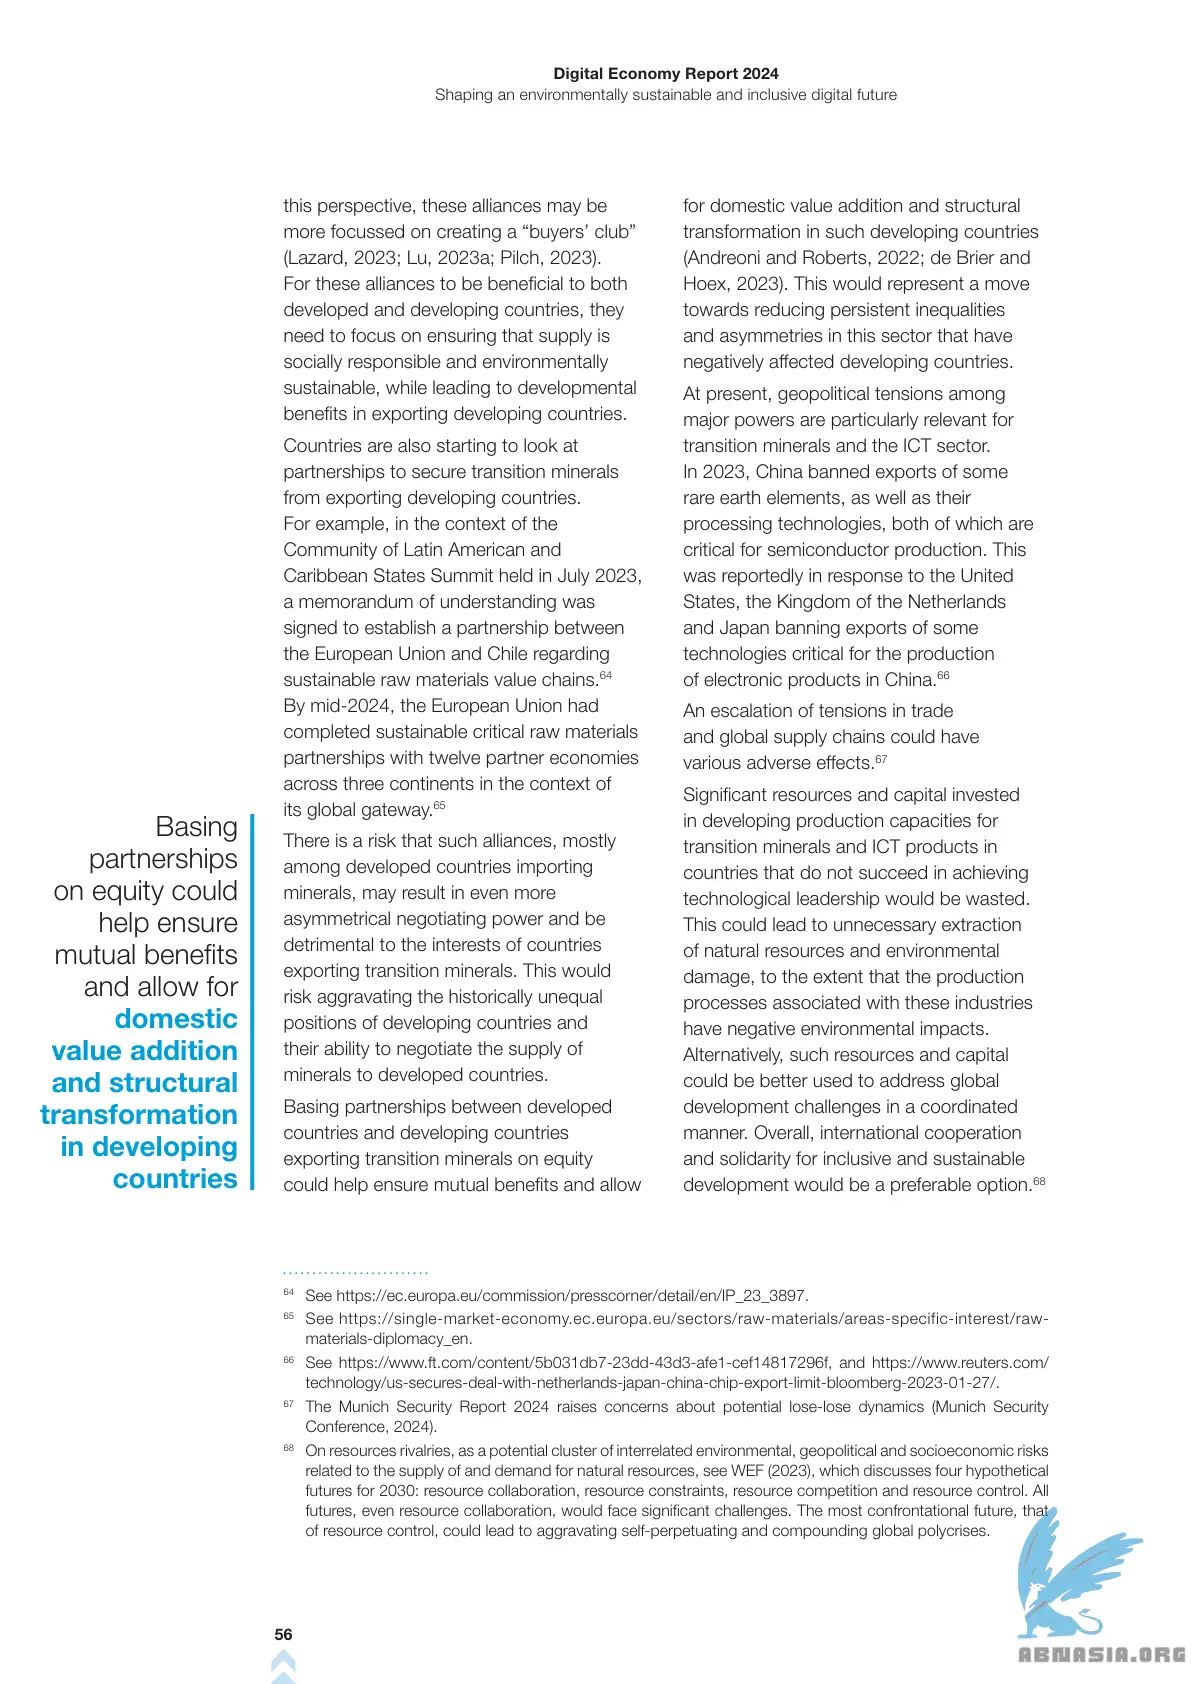 Digital Economy Report 2024
Shaping an environmentally sustainable and inclusive digital future
this perspective, these alliances may be
more focussed on creating a “buyers’ club”
(Lazard, 2023; Lu, 2023a; Pilch, 2023).
For these alliances to be beneficial to both
developed and developing countries, they
need to focus on ensuring that supply is
socially responsible and environmentally
sustainable, while leading to developmental
benefits in exporting developing countries.
Countries are also starting to look at
partnerships to secure transition minerals
from exporting developing countries.
For example, in the context of the
Community of Latin American and
Caribbean States Summit held in July 2023,
a memorandum of understanding was
signed to establish a partnership between
the European Union and Chile regarding
sustainable raw materials value chains.64
By mid-2024, the European Union had
completed sustainable critical raw materials
partnerships with twelve partner economies
across three continents in the context of
its global gateway.65
There is a risk that such alliances, mostly
among developed countries importing
minerals, may result in even more
asymmetrical negotiating power and be
detrimental to the interests of countries
exporting transition minerals. This would
risk aggravating the historically unequal
positions of developing countries and
their ability to negotiate the supply of
minerals to developed countries.
Basing partnerships between developed
countries and developing countries
exporting transition minerals on equity
could help ensure mutual benefits and allow
for domestic value addition and structural
transformation in such developing countries
(Andreoni and Roberts, 2022; de Brier and
Hoex, 2023). This would represent a move
towards reducing persistent inequalities
and asymmetries in this sector that have
negatively affected developing countries.
At present, geopolitical tensions among
major powers are particularly relevant for
transition minerals and the ICT sector.
In 2023, China banned exports of some
rare earth elements, as well as their
processing technologies, both of which are
critical for semiconductor production. This
was reportedly in response to the United
States, the Kingdom of the Netherlands
and Japan banning exports of some
technologies critical for the production
of electronic products in China.66
An escalation of tensions in trade
and global supply chains could have
various adverse effects.67
Significant resources and capital invested
in developing production capacities for
transition minerals and ICT products in
countries that do not succeed in achieving
technological leadership would be wasted.
This could lead to unnecessary extraction
of natural resources and environmental
damage, to the extent that the production
processes associated with these industries
have negative environmental impacts.
Alternatively, such resources and capital
could be better used to address global
development challenges in a coordinated
manner. Overall, international cooperation
and solidarity for inclusive and sustainable
development would be a preferable option.68
Basing
partnerships
on equity could
help ensure
mutual benefits
and allow for
domestic
value addition
and structural
transformation
in developing
countries
64 See https://ec.europa.eu/commission/presscorner/detail/en/IP_23_3897.
65 See https://single-market-economy.ec.europa.eu/sectors/raw-materials/areas-specific-interest/raw-
materials-diplomacy_en.
66 See https://www.ft.com/content/5b031db7-23dd-43d3-afe1-cef14817296f, and https://www.reuters.com/
technology/us-secures-deal-with-netherlands-japan-china-chip-export-limit-bloomberg-2023-01-27/.
67 The Munich Security Report 2024 raises concerns about potential lose-lose dynamics (Munich Security
Conference, 2024).
68 On resources rivalries, as a potential cluster of interrelated environmental, geopolitical and socioeconomic risks
related to the supply of and demand for natural resources, see WEF (2023), which discusses four hypothetical
futures for 2030: resource collaboration, resource constraints, resource competition and resource control. All
futures, even resource collaboration, would face significant challenges. The most confrontational future, that
of resource control, could lead to aggravating self-perpetuating and compounding global polycrises.
56
ABNASIA.ORG